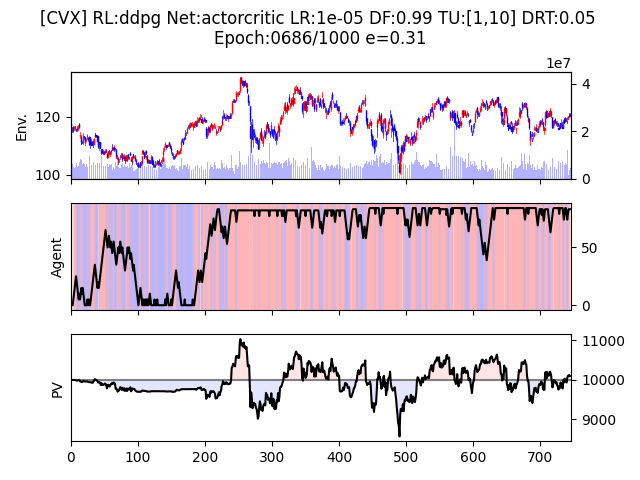 [CVX] RL:ddpg Net:actorcritic LR:1e-05 DF:0.99 TU:[1,10] DRT:0.05
Epoch:0686/1000 e=0.31
1e7
Env.
120
100
4
2
0
Agent
50
0
PV
11000
10000
9000
0 100 200 300 400 500 600 700